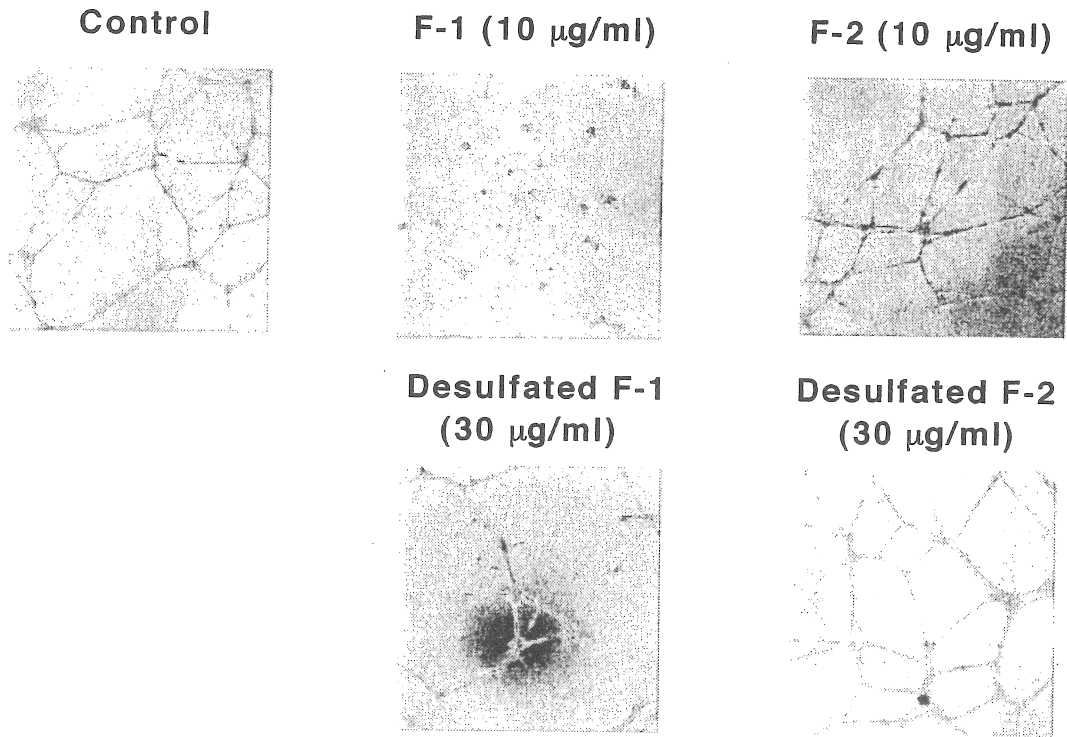 Control
F-1 (10 μg/ml)
F-2 (10 μg/ml)
Desulfated F-1
(30 μg/ml)
Desulfated F-2
(30 μg/ml)